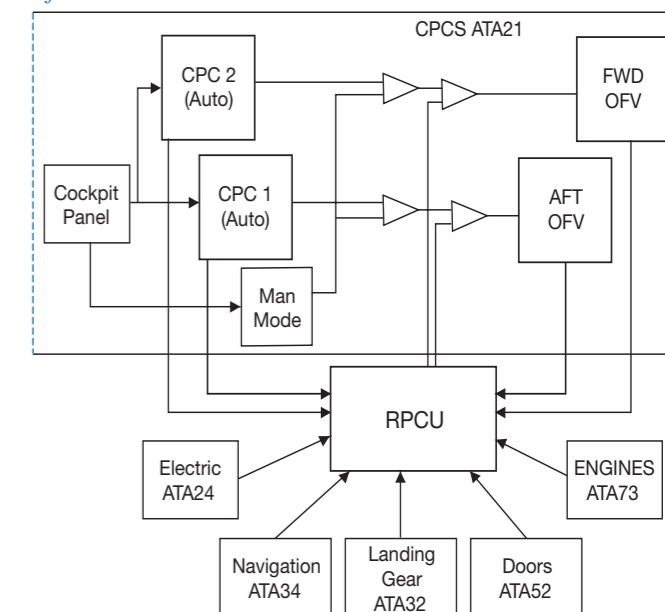 CPCS ATA21
CPC 2
(Auto)
FWD
OFV
Cockpit
Panel
CPC 1
(Auto)
AFT
OFV
Man
Mode
RPCU
Electric
ATA24
ENGINES
ATA73
Navigation
ATA34
Landing
Gear
ATA32
Doors
ATA52